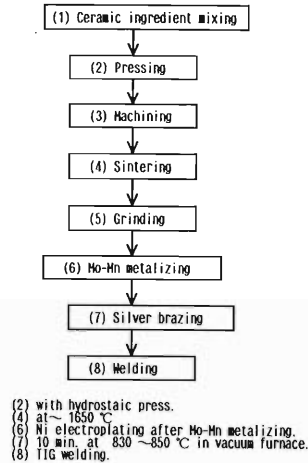 (1) Ceramic ingredient mixing
(2) Pressing
(3) Machining
(4) Sintering
(5) Grinding
(6) Mo-Mn metalizing
(7) Silver brazing
(8) Welding
(2) with hydrostaic press.
(4) at~ 1650 ℃
(6) Ni electroplating after Mo-Mn metalizing.
(7) 10 min. at 830 ~850 ℃ in vacuum furnace.
(8) TIG welding.